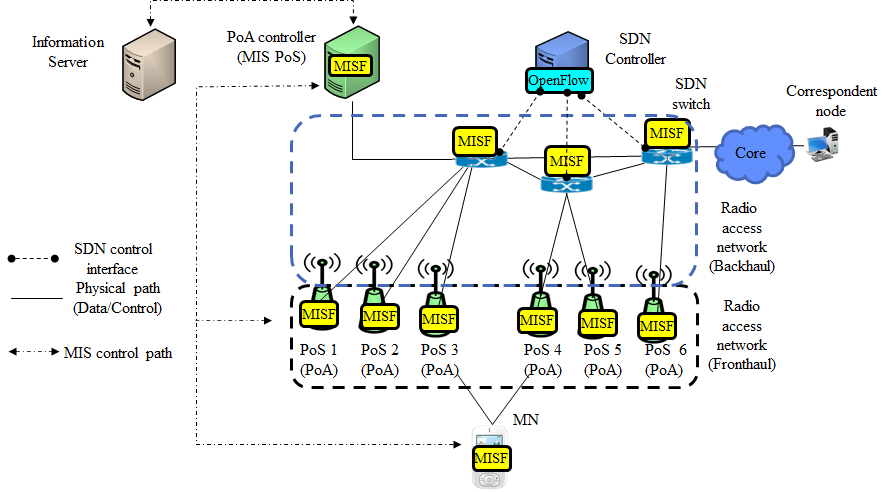 Information
Server
PoA controller
(MIS PoS)
MISF
SDN
Controller
OpenFlow
SDN
switch
Correspondent
node
MISF
MISF
MISF
Core
Radio
access
network
(Backhaul)
SDN control
interface
Physical path
(Data/Control)
MIS control path
MISF
MISF
MISF
MISF
MISF
MISF
PoS 1
(PoA)
PoS 2
(PoA)
PoS 3
(PoA)
PoS 4
(PoA)
PoS 5
(PoA)
PoS 6
(PoA)
Radio
access
network
(Fronthaul)
MN
MISF